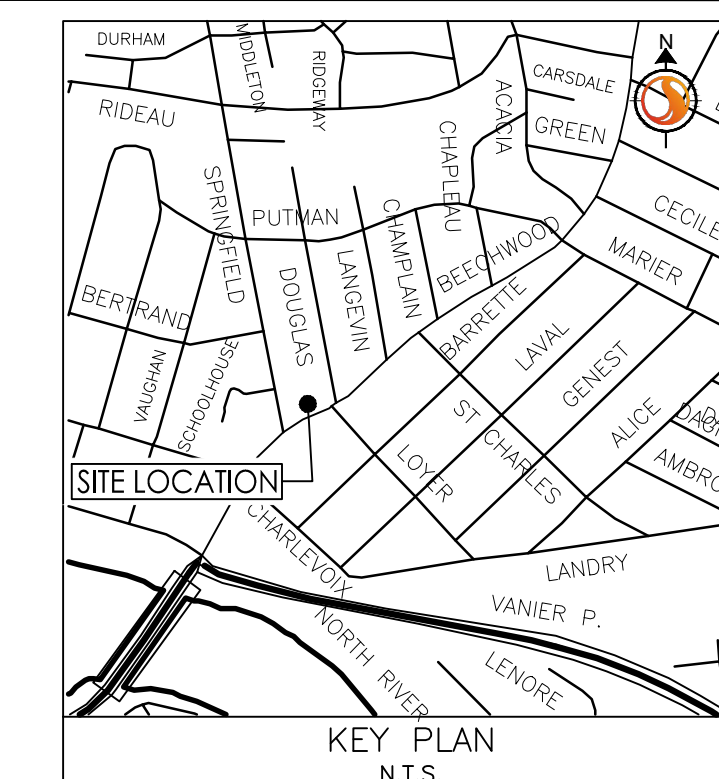 DURHAM
MIDDLETON
RIDGEWAY
N
CARSDALE
RIDEAU
ACACIA
GREEN
CHAPLEAU
SPRINGFIELD
PUTMAN
CHAMPLAIN
CECILE
BEECHWOOD
MARIER
LANGEVIN
DOUGLAS
BERTRAND
BARRETTE
LAVAL
VAUGHAN
SCHOOLHOUSE
GENEST
ALICE
ST CHARLES
LOYER
AMBRO
SITE LOCATION
CHARLEVOIX
LANDRY
VANIER P.
NORTH RIVER
LENORE
KEY PLAN
N.T.S.